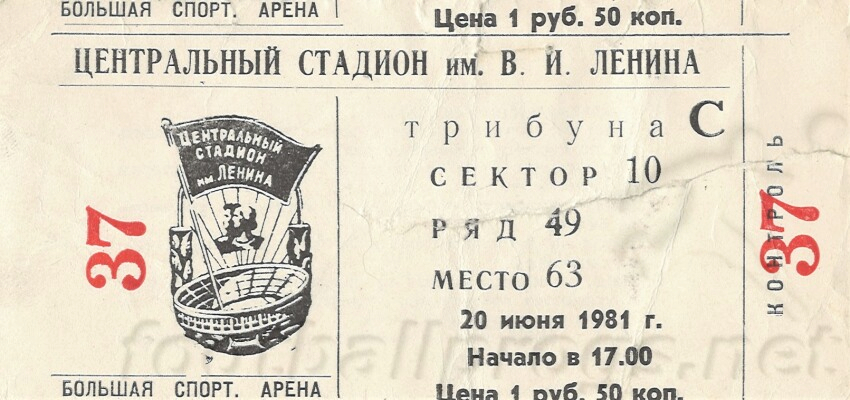 БОЛЬШАЯ СПОРТ. АРЕНА
Цена 1 руб. 50 коп.
ЦЕНТРАЛЬНЫЙ СТАДИОН им. В. И. ЛЕНИНА
ЦЕНТРАЛЬНЫЙ
СТАДИОН
им. ЛЕНИНА
37
трибуна С
СЕКТОР 10
РЯД 49
МЕСТО 63
20 июня 1981 г.
Начало в 17.00
КОНТРОЛЬ
37
БОЛЬШАЯ СПОРТ. АРЕНА
Цена 1 руб. 50 коп.
footballpress.net